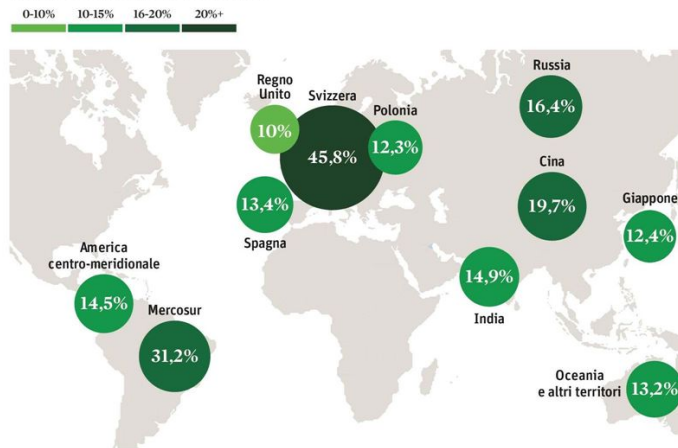 0-10%
10-15%
16-20%
20%+
Regno
Unito
10%
Svizzera
45,8%
Polonia
12,3%
Russia
16,4%
Cina
19,7%
Giappone
12,4%
13,4%
Spagna
America
centro-meridionale
14,5%
Mercosur
31,2%
14,9%
India
Oceania
e altri territori
13,2%